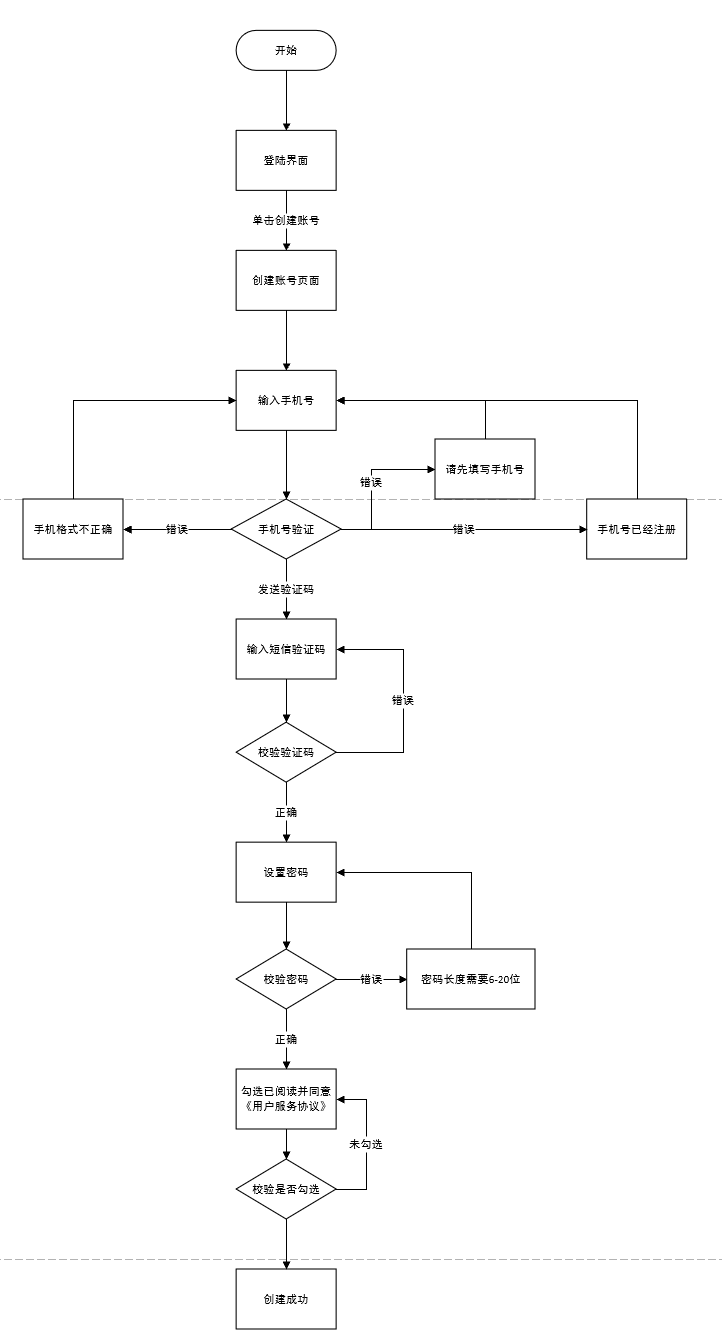 开始
登陆界面
单击创建账号
创建账号页面
输入手机号
请先填写手机号
错误
手机格式不正确
错误
手机号验证
错误
手机号已经注册
发送验证码
输入短信验证码
错误
校验验证码
正确
设置密码
校验密码
错误
密码长度需要6-20位
正确
勾选已阅读并同意
《用户服务协议》
未勾选
校验是否勾选
创建成功